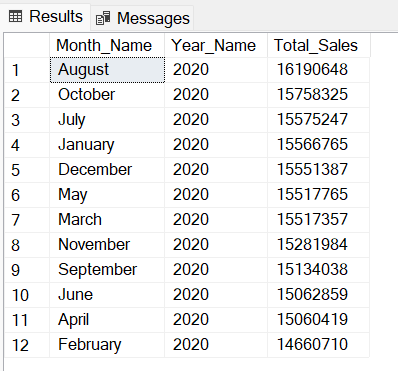 Results Messages
Month_Name Year_Name Total_Sales
1 August 2020 16190648
2 October 2020 15758325
3 July 2020 15575247
4 January 2020 15566765
5 December 2020 15551387
6 May 2020 15517765
7 March 2020 15517357
8 November 2020 15281984
9 September 2020 15134038
10 June 2020 15062859
11 April 2020 15060419
12 February 2020 14660710